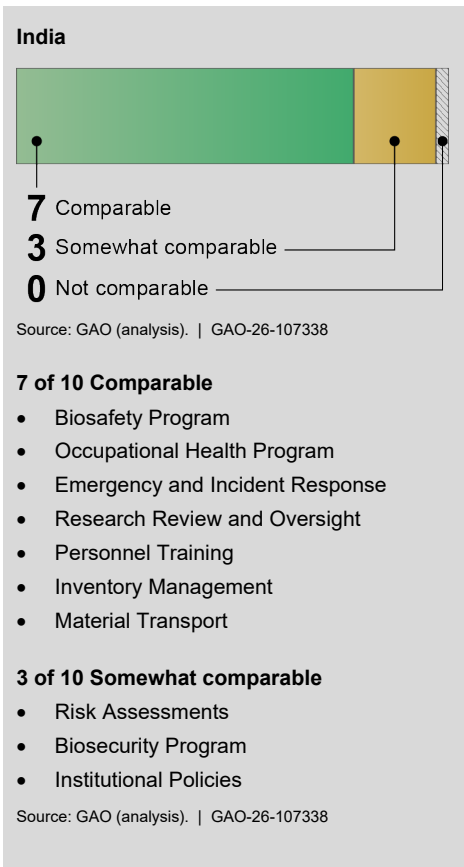 India
7 Comparable
3 Somewhat comparable
0 Not comparable
Source: GAO (analysis). | GAO-26-107338
7 of 10 Comparable
• Biosafety Program
• Occupational Health Program
• Emergency and Incident Response
• Research Review and Oversight
• Personnel Training
• Inventory Management
• Material Transport
3 of 10 Somewhat comparable
• Risk Assessments
• Biosecurity Program
• Institutional Policies
Source: GAO (analysis). | GAO-26-107338